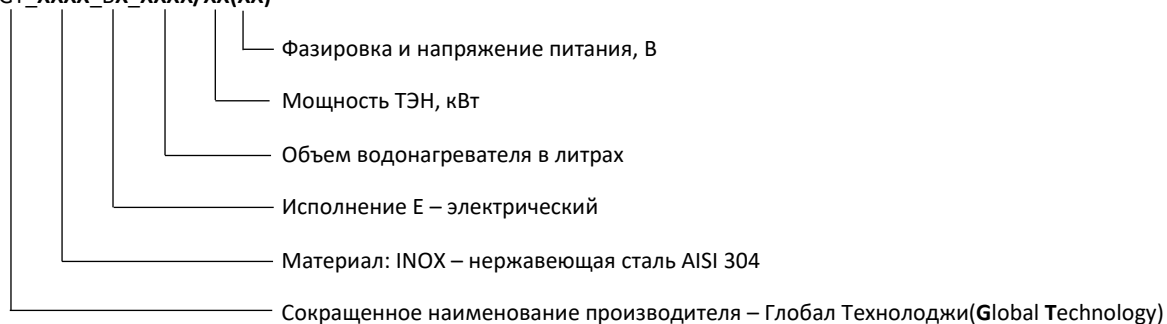 Фазировка и напряжение питания, В
Мощность ТЭН, кВт
Объем водонагревателя в литрах
Исполнение Е – электрический
Материал: INOX – нержавеющая сталь AISI 304
Сокращенное наименование производителя – Глобал Технолоджи(Global Technology)